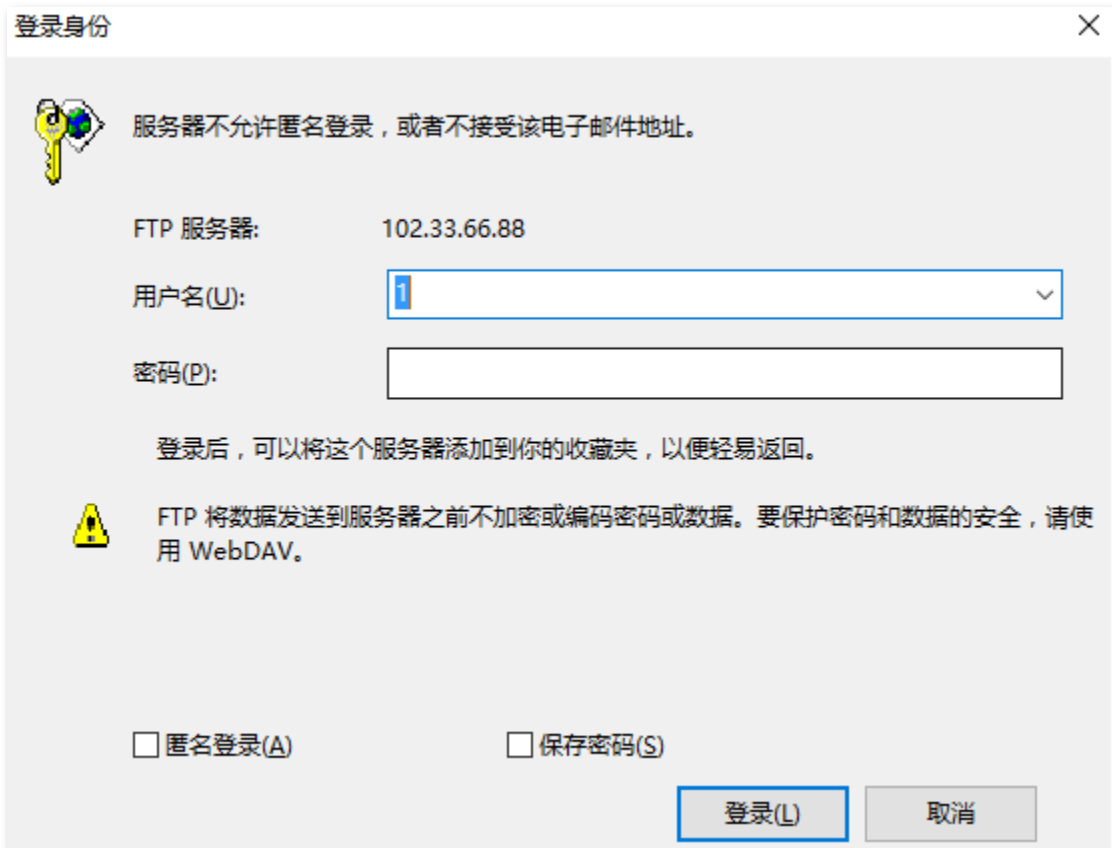 登录身份
服务器不允许匿名登录，或者不接受该电子邮件地址。
FTP 服务器: 102.33.66.88
用户名(U): 1
密码(P):
登录后，可以将这个服务器添加到你的收藏夹，以便轻易返回。
FTP 将数据发送到服务器之前不加密或编码密码或数据。要保护密码和数据的安全，请使
用 WebDAV。
匿名登录(A) 保存密码(S)
登录(L) 取消